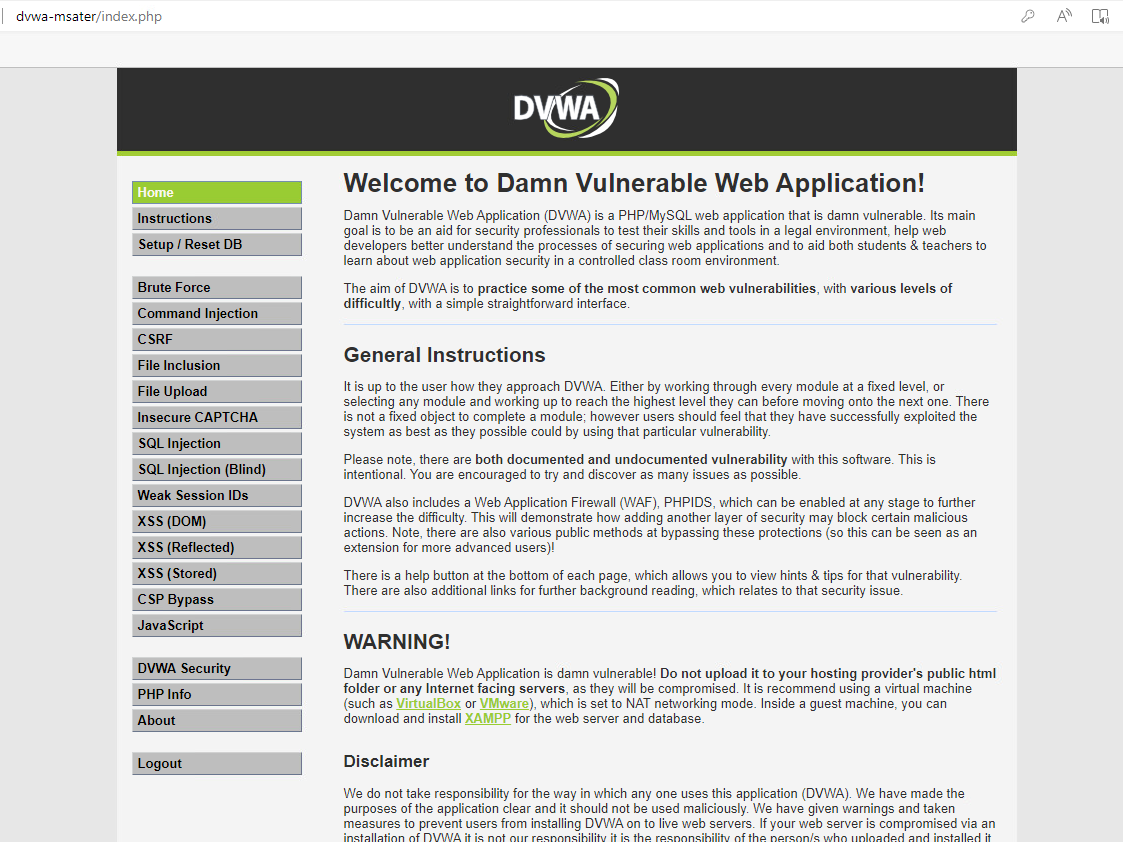 dvwa-msater/index.php
DVWA
Home
Instructions
Setup / Reset DB
Brute Force
Command Injection
CSRF
File Inclusion
File Upload
Insecure CAPTCHA
SQL Injection
SQL Injection (Blind)
Weak Session IDs
XSS (DOM)
XSS (Reflected)
XSS (Stored)
CSP Bypass
JavaScript
DVWA Security
PHP Info
About
Logout
Welcome to Damn Vulnerable Web Application!
Damn Vulnerable Web Application (DVWA) is a PHP/MySQL web application that is damn vulnerable. Its main
goal is to be an aid for security professionals to test their skills and tools in a legal environment, help web
developers better understand the processes of securing web applications and to aid both students & teachers to
learn about web application security in a controlled class room environment.
The aim of DVWA is to practice some of the most common web vulnerabilities, with various levels of
difficultly, with a simple straightforward interface.
General Instructions
It is up to the user how they approach DVWA. Either by working through every module at a fixed level, or
selecting any module and working up to reach the highest level they can before moving onto the next one. There
is not a fixed object to complete a module; however users should feel that they have successfully exploited the
system as best as they possible could by using that particular vulnerability.
Please note, there are both documented and undocumented vulnerability with this software. This is
intentional. You are encouraged to try and discover as many issues as possible.
DVWA also includes a Web Application Firewall (WAF), PHPIDS, which can be enabled at any stage to further
increase the difficulty. This will demonstrate how adding another layer of security may block certain malicious
actions. Note, there are also various public methods at bypassing these protections (so this can be seen as an
extension for more advanced users)!
There is a help button at the bottom of each page, which allows you to view hints & tips for that vulnerability.
There are also additional links for further background reading, which relates to that security issue.
WARNING!
Damn Vulnerable Web Application is damn vulnerable! Do not upload it to your hosting provider's public html
folder or any Internet facing servers, as they will be compromised. It is recommend using a virtual machine
(such as VirtualBox or VMware), which is set to NAT networking mode. Inside a guest machine, you can
download and install XAMPP for the web server and database.
Disclaimer
We do not take responsibility for the way in which any one uses this application (DVWA). We have made the
purposes of the application clear and it should not be used maliciously. We have given warnings and taken
measures to prevent users from installing DVWA on to live web servers. If your web server is compromised via an
installation of DVWA it is not our responsibility it is the responsibility of the person/s who uploaded and installed it